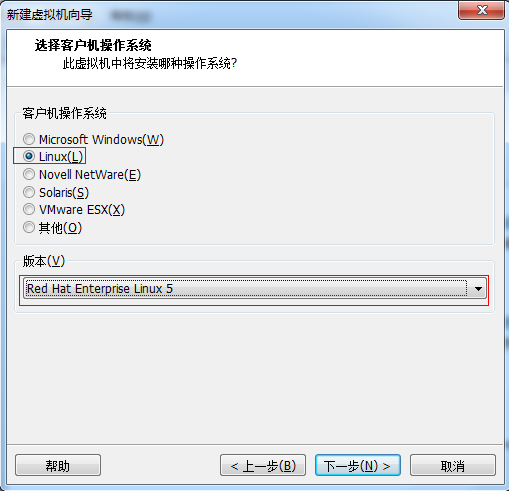 新建虚拟机向导
选择客户机操作系统
此虚拟机中将安装哪种操作系统?
客户机操作系统
Microsoft Windows(W)
Linux(L)
Novell NetWare(E)
Solaris(S)
VMware ESX(X)
其他(O)
版本(V)
Red Hat Enterprise Linux 5
帮助
< 上一步(B)
下一步(N) >
取消